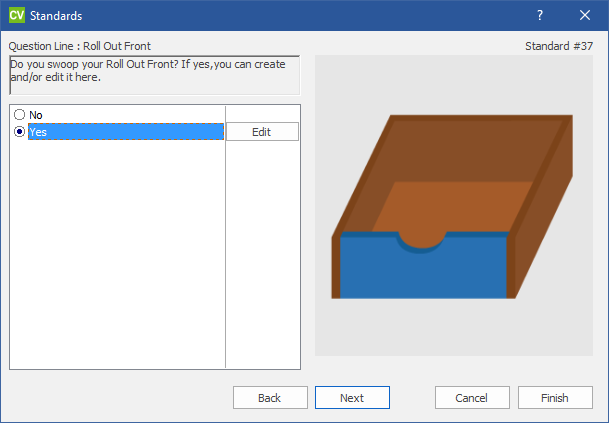 CV Standards ?
Question Line : Roll Out Front
Standard #37
Do you swoop your Roll Out Front? If yes,you can create
and/or edit it here.
No
Yes Edit
Back Next Cancel Finish